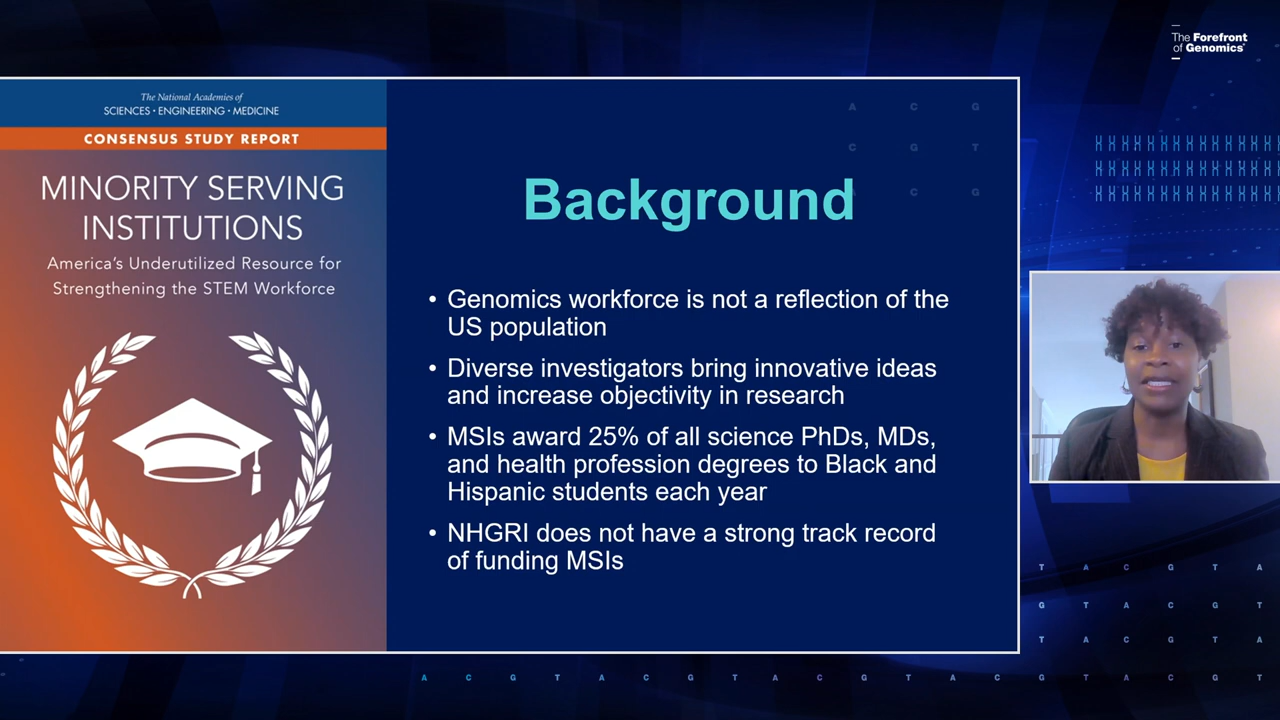 The Forefront
of Genomics®
The National Academies of
SCIENCES • ENGINEERING • MEDICINE
CONSENSUS STUDY REPORT
MINORITY SERVING
INSTITUTIONS
America's Underutilized Resource for
Strengthening the STEM Workforce
A C G
C G T
A C G
Background
• Genomics workforce is not a reflection of the
US population
• Diverse investigators bring innovative ideas
and increase objectivity in research
• MSIs award 25% of all science PhDs, MDs,
and health profession degrees to Black and
Hispanic students each year
• NHGRI does not have a strong track record
of funding MSIs
T A C G T A
G T A C G T
T A C G T A
A C G T A C G T A C G T A C G T A C G T